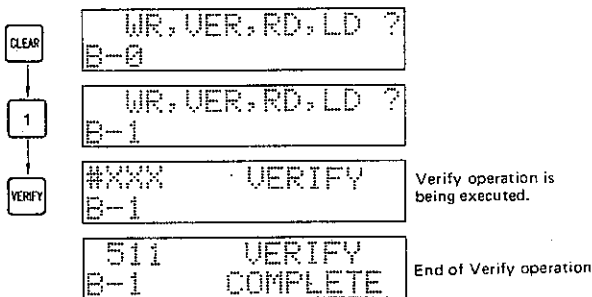 CLEAR
WR,VER,RD,LD ?
B-0
1
WR,VER,RD,LD ?
B-1
VERIFY
#XXX VERIFY
B-1
Verify operation is
being executed.
511 VERIFY
B-1 COMPLETE
End of Verify operation